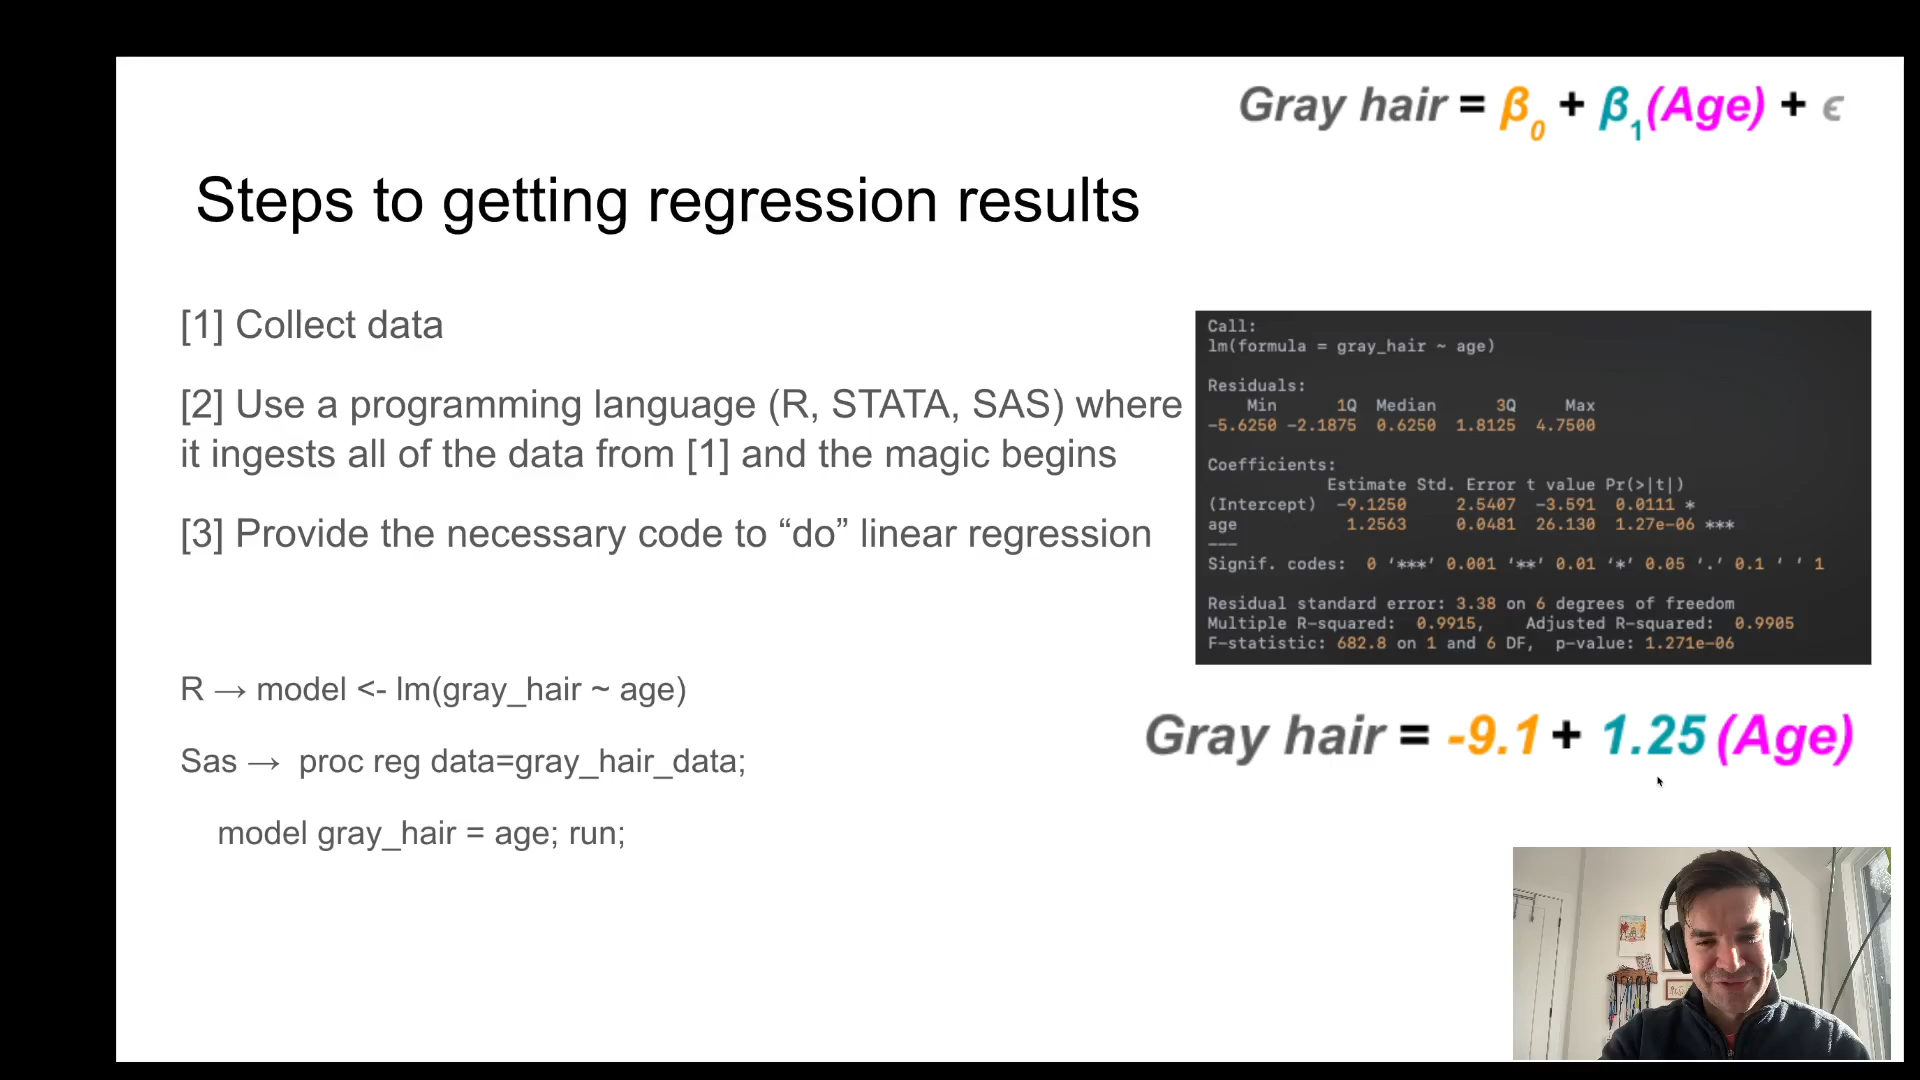 Gray hair = β0 + β1(Age) + ϵ
Steps to getting regression results
[1] Collect data
[2] Use a programming language (R, STATA, SAS) where
it ingests all of the data from [1] and the magic begins
[3] Provide the necessary code to “do” linear regression
R → model <- lm(gray_hair ~ age)
Sas → proc reg data=gray_hair_data;
model gray_hair = age; run;
Call:
lm(formula = gray_hair ~ age)
Residuals:
Min 1Q Median 3Q Max
-5.6250 -2.1875 0.6250 1.8125 4.7500
Coefficients:
Estimate Std. Error t value Pr(>|t|)
(Intercept) -9.1250 2.5407 -3.591 0.0111 *
age 1.2563 0.0481 26.130 1.27e-06 ***
---
Signif. codes: 0 ‘***’ 0.001 ‘**’ 0.01 ‘*’ 0.05 ‘.’ 0.1 ‘ ’ 1
Residual standard error: 3.38 on 6 degrees of freedom
Multiple R-squared: 0.9915, Adjusted R-squared: 0.9905
F-statistic: 682.8 on 1 and 6 DF, p-value: 1.271e-06
Gray hair = -9.1 + 1.25 (Age)